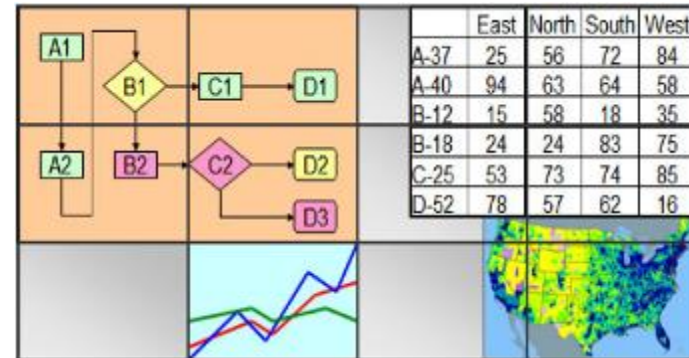 A1
B1
C1
D1
A2
B2
C2
D2
D3
East North South West
A-37 25 56 72 84
A-40 94 63 64 58
B-12 15 58 18 35
B-18 24 24 83 75
C-25 53 73 74 85
D-52 78 57 62 16